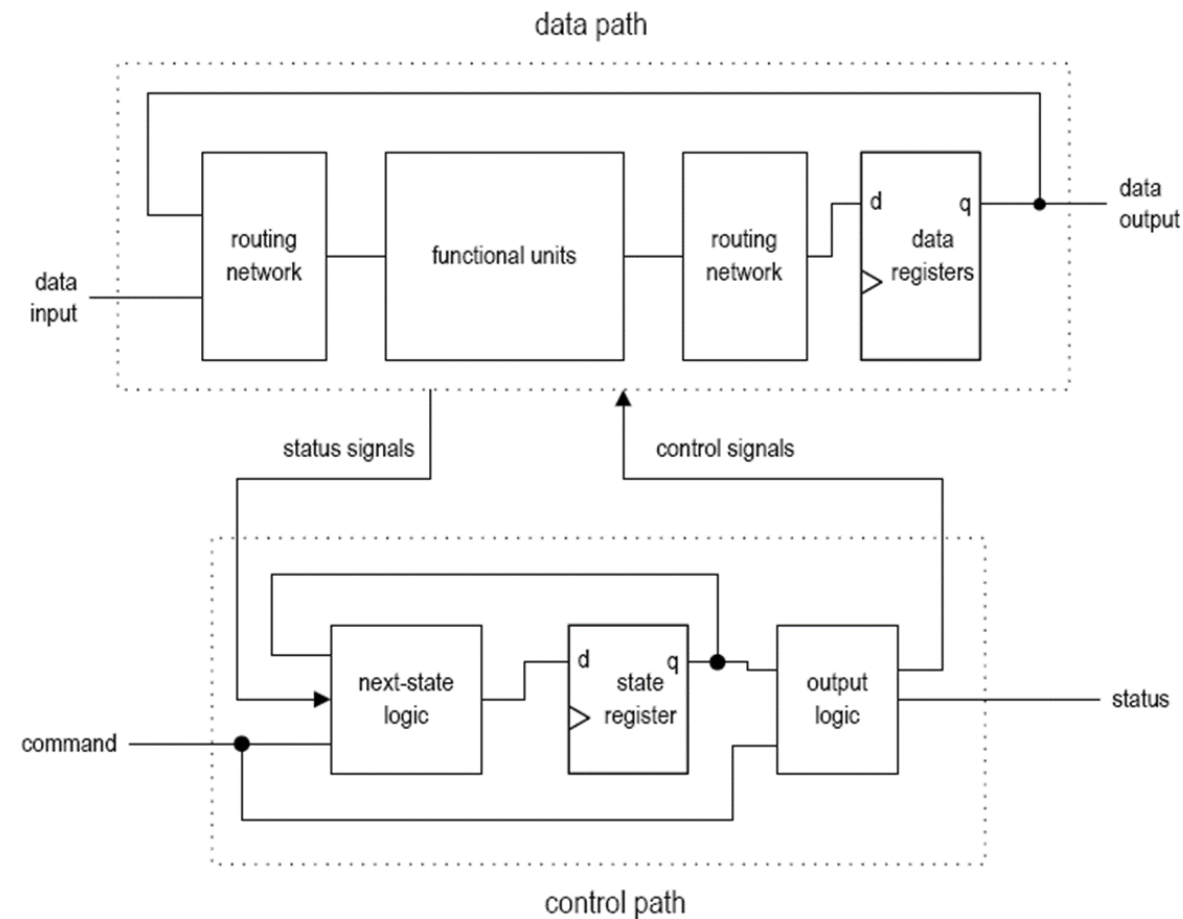 data path
routing
network
functional units
routing
network
d
q
data
registers
data
output
data
input
status signals
control signals
next-state
logic
d
q
state
register
output
logic
status
command
control path